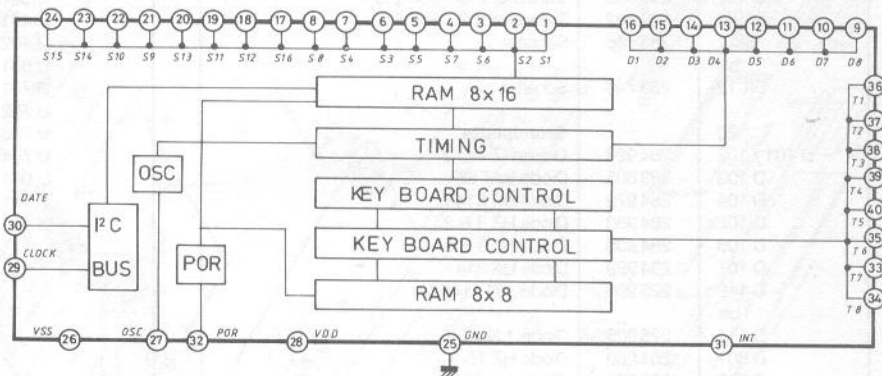 24 23 22 21 20 19 18 17 8 7 6 5 4 3 2 1 16 15 14 13 12 11 10 9
S15 S14 S10 S9 S13 S11 S12 S16 S8 S4 S3 S5 S7 S6 S2 S1 D1 D2 D3 D4 D5 D6 D7 D8
RAM 8x16
TIMING
OSC
KEY BOARD CONTROL
KEY BOARD CONTROL
RAM 8x8
POR
I²C
BUS
DATE
30
CLOCK
29
36
T1
37
T2
38
T3
39
T4
40
T5
35
T6
33
T7
34
T8
VSS OSC POR VDD GND INT
26 27 32 28 25 31